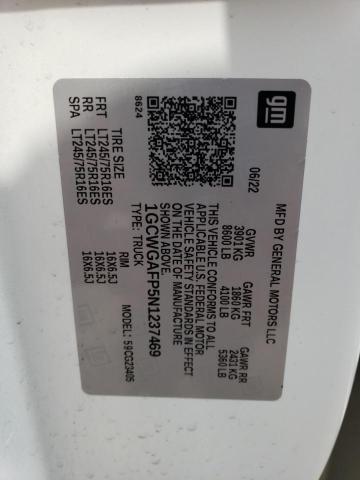 gm
MFD BY GENERAL MOTORS LLC
06/22
GVWR GAWR FRT GAWR RR
3901 KG 1860 KG 2431 KG
8600 LB 4100 LB 5360 LB
THIS VEHICLE CONFORMS TO ALL
APPLICABLE U.S. FEDERAL MOTOR
VEHICLE SAFETY STANDARDS IN EFFECT
ON THE DATE OF MANUFACTURE
SHOWN ABOVE.
1GCWGAFP5N1237469
TYPE: TRUCK MODEL: 59CG23405
8624
TIRE SIZE RIM
FRT LT245/75R16ES 16X6.5J
RR LT245/75R16ES 16X6.5J
SPA LT245/75R16ES 16X6.5J